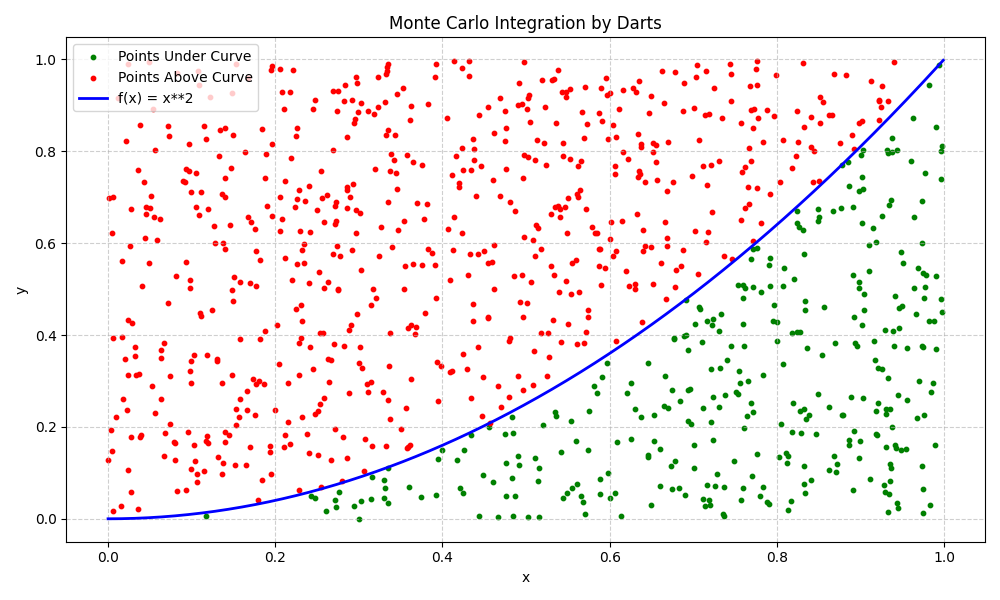 Monte Carlo Integration by Darts
Points Under Curve
Points Above Curve
f(x) = x**2
1.0
0.8
0.6
0.4
0.2
0.0
y
0.0 0.2 0.4 0.6 0.8 1.0
x